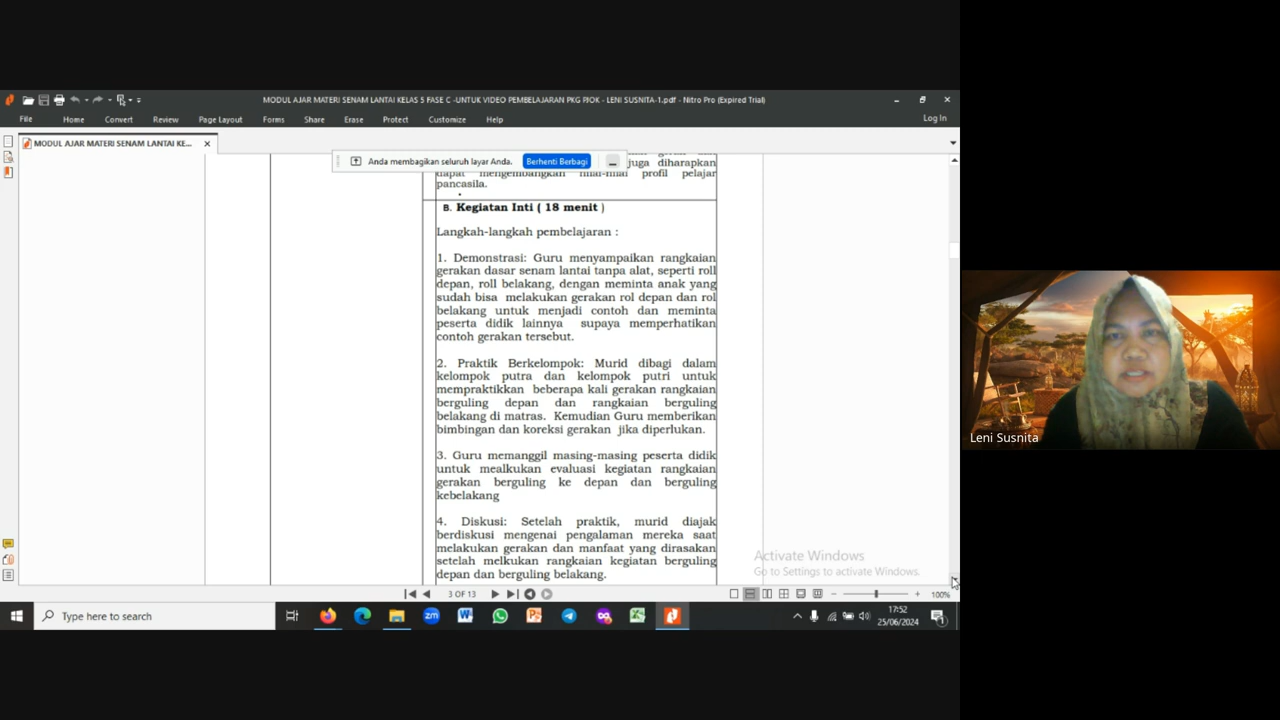 MODUL AJAR MATERI SENAM LANTAI KELAS 5 FASE C -UNTUK VIDEO PEMBELAJARAN PKG PJOK - LENI SUSNITA-1.pdf - Nitro Pro (Expired Trial)
File Home Convert Review Page Layout Forms Share Erase Protect Customize Help Log In
MODUL AJAR MATERI SENAM LANTAI KE...
Anda membagikan seluruh layar Anda. Berhenti Berbagi
juga diharapkan
dapat mengembangkan nilai-nilai profil pelajar
pancasila.
B. Kegiatan Inti ( 18 menit )
Langkah-langkah pembelajaran :
1. Demonstrasi: Guru menyampaikan rangkaian
gerakan dasar senam lantai tanpa alat, seperti roll
depan, roll belakang, dengan meminta anak yang
sudah bisa melakukan gerakan rol depan dan rol
belakang untuk menjadi contoh dan meminta
peserta didik lainnya supaya memperhatikan
contoh gerakan tersebut.
2. Praktik Berkelompok: Murid dibagi dalam
kelompok putra dan kelompok putri untuk
mempraktikkan beberapa kali gerakan rangkaian
berguling depan dan rangkaian berguling
belakang di matras. Kemudian Guru memberikan
bimbingan dan koreksi gerakan jika diperlukan.
3. Guru memanggil masing-masing peserta didik
untuk mealkukan evaluasi kegiatan rangkaian
gerakan berguling ke depan dan berguling
kebelakang
4. Diskusi: Setelah praktik, murid diajak
berdiskusi mengenai pengalaman mereka saat
melakukan gerakan dan manfaat yang dirasakan
setelah melkukan rangkaian kegiatan berguling
depan dan berguling belakang.
Leni Susnita
Activate Windows
Go to Settings to activate Windows.
3 OF 13
100%
Type here to search
17:52
25/06/2024